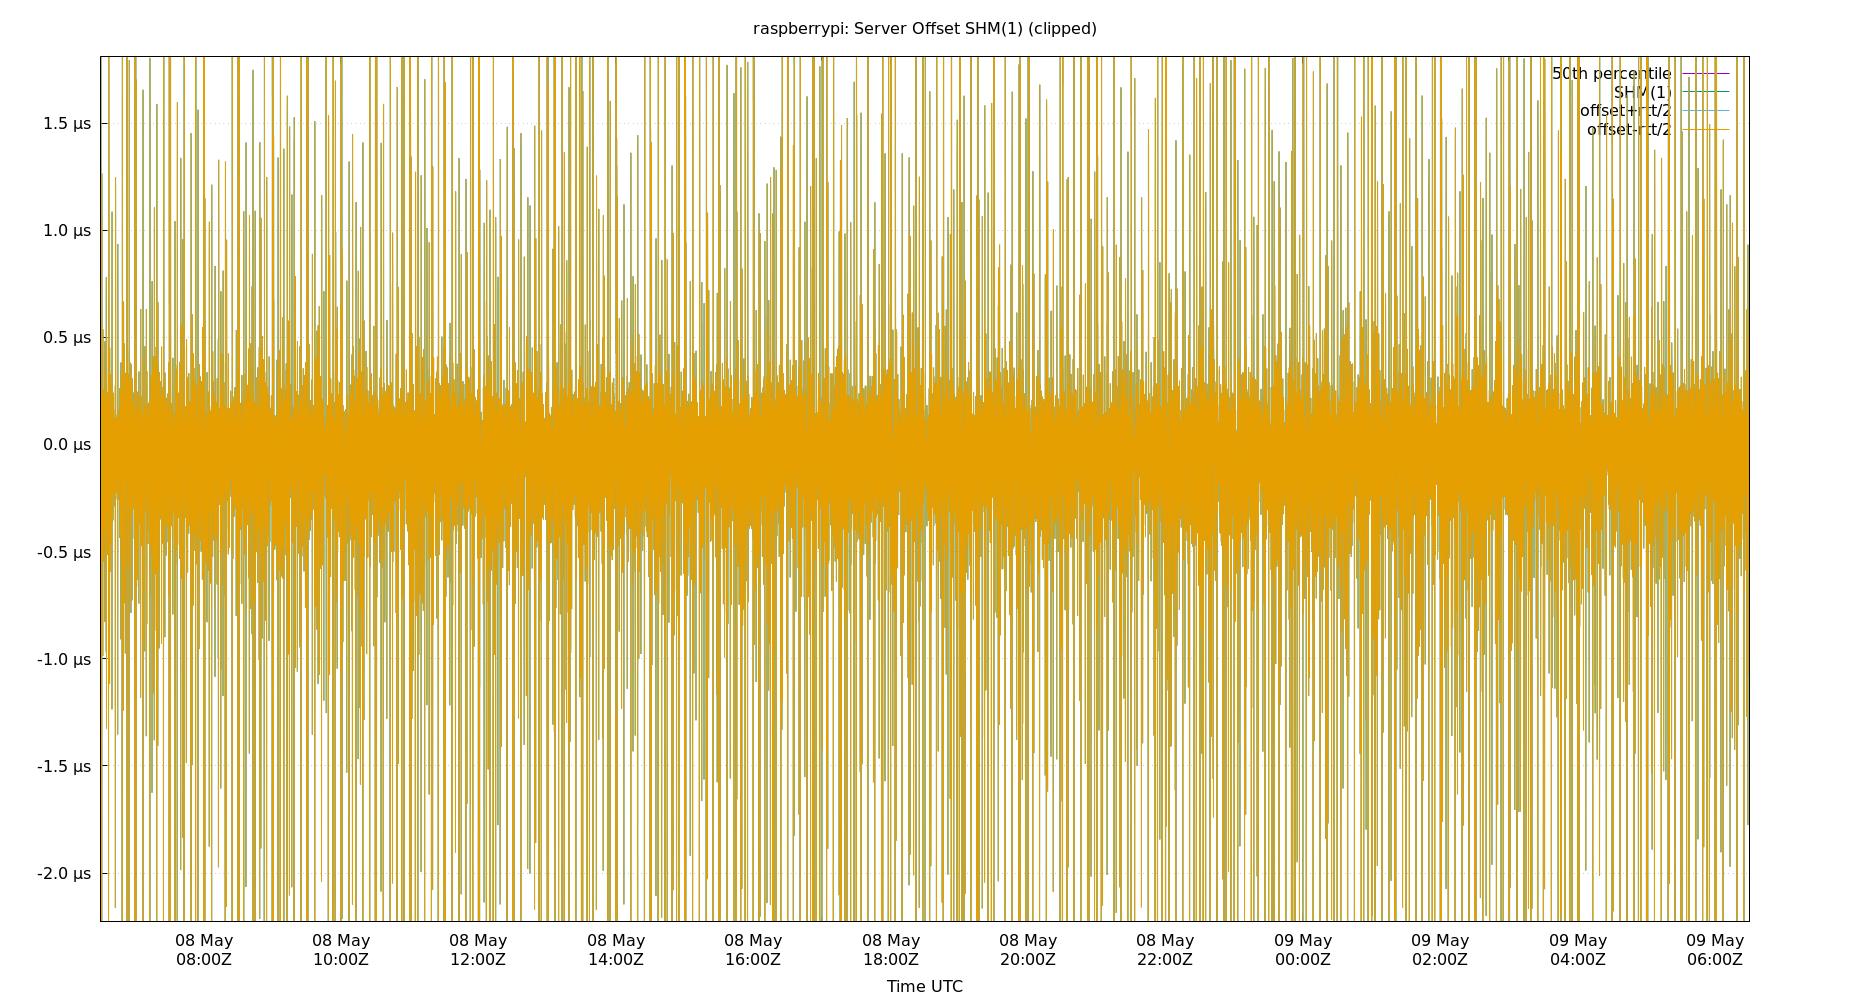 raspberrypi: Server Offset SHM(1) (clipped)
50th percentile
SHM(1)
offset+rtt/2
offset-rtt/2
1.5 µs
1.0 µs
0.5 µs
0.0 µs
-0.5 µs
-1.0 µs
-1.5 µs
-2.0 µs
08 May 08 May 08 May 08 May 08 May 08 May 08 May 08 May 09 May 09 May 09 May 09 May
08:00Z 10:00Z 12:00Z 14:00Z 16:00Z 18:00Z 20:00Z 22:00Z 00:00Z 02:00Z 04:00Z 06:00Z
Time UTC